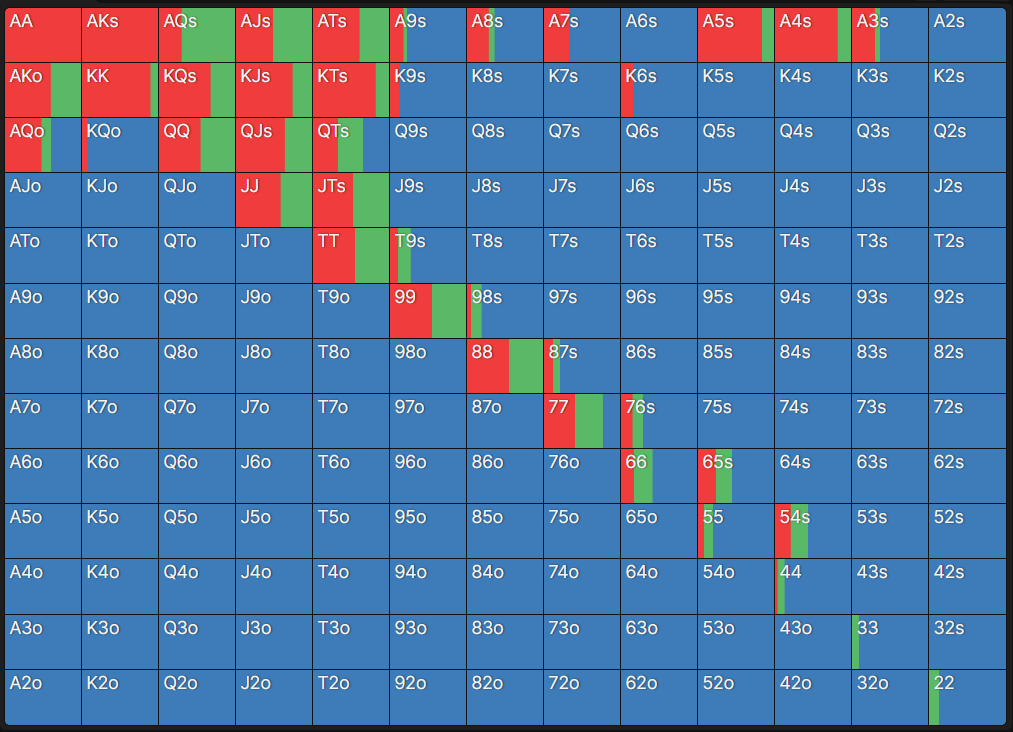 AA AKs AQs AJs ATs A9s A8s A7s A6s A5s A4s A3s A2s
AKo KK KQs KJs KTs K9s K8s K7s K6s K5s K4s K3s K2s
AQo KQo QQ QJs QTs Q9s Q8s Q7s Q6s Q5s Q4s Q3s Q2s
AJo KJo QJo JJ JTs J9s J8s J7s J6s J5s J4s J3s J2s
ATo KTo QTo JTo TT T9s T8s T7s T6s T5s T4s T3s T2s
A9o K9o Q9o J9o T9o 99 98s 97s 96s 95s 94s 93s 92s
A8o K8o Q8o J8o T8o 98o 88 87s 86s 85s 84s 83s 82s
A7o K7o Q7o J7o T7o 97o 87o 77 76s 75s 74s 73s 72s
A6o K6o Q6o J6o T6o 96o 86o 76o 66 65s 64s 63s 62s
A5o K5o Q5o J5o T5o 95o 85o 75o 65o 55 54s 53s 52s
A4o K4o Q4o J4o T4o 94o 84o 74o 64o 54o 44 43s 42s
A3o K3o Q3o J3o T3o 93o 83o 73o 63o 53o 43o 33 32s
A2o K2o Q2o J2o T2o 92o 82o 72o 62o 52o 42o 32o 22